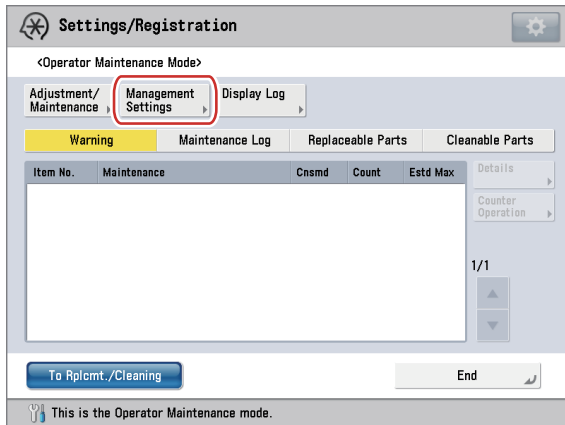 Settings/Registration
<Operator Maintenance Mode>
Adjustment/
Maintenance
Management
Settings
Display Log
Warning
Maintenance Log
Replaceable Parts
Cleanable Parts
Item No.
Maintenance
Cnsmd
Count
Estd Max
Details
Counter
Operation
1/1
To Rplcmt./Cleaning
End
This is the Operator Maintenance mode.